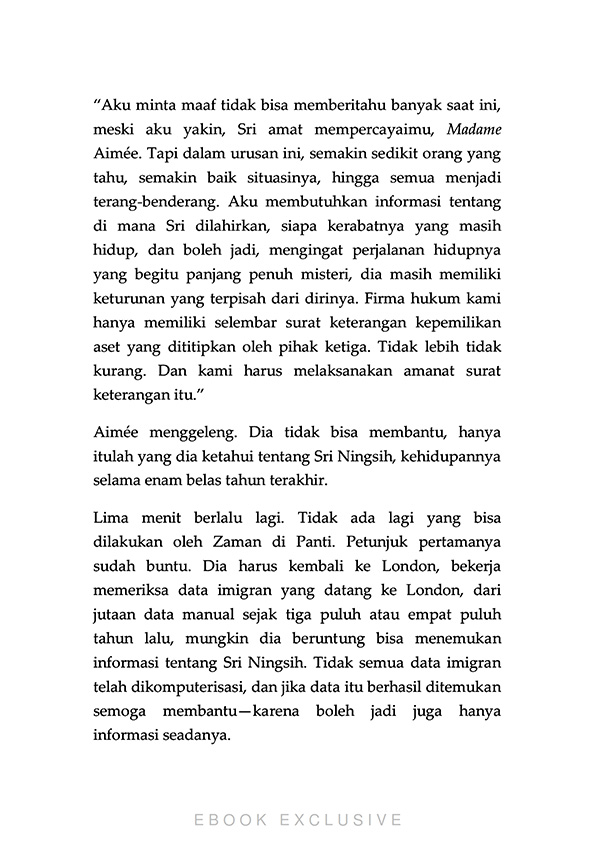 “Aku minta maaf tidak bisa memberitahu banyak saat ini,
meski aku yakin, Sri amat mempercayaimu, Madame
Aimée. Tapi dalam urusan ini, semakin sedikit orang yang
tahu, semakin baik situasinya, hingga semua menjadi
terang-benderang. Aku membutuhkan informasi tentang
di mana Sri dilahirkan, siapa kerabatnya yang masih
hidup, dan boleh jadi, mengingat perjalanan hidupnya
yang begitu panjang penuh misteri, dia masih memiliki
keturunan yang terpisah dari dirinya. Firma hukum kami
hanya memiliki selembar surat keterangan kepemilikan
aset yang dititipkan oleh pihak ketiga. Tidak lebih tidak
kurang. Dan kami harus melaksanakan amanat surat
keterangan itu.”
Aimée menggeleng. Dia tidak bisa membantu, hanya
itulah yang dia ketahui tentang Sri Ningsih, kehidupannya
selama enam belas tahun terakhir.
Lima menit berlalu lagi. Tidak ada lagi yang bisa
dilakukan oleh Zaman di Panti. Petunjuk pertamanya
sudah buntu. Dia harus kembali ke London, bekerja
memeriksa data imigran yang datang ke London, dari
jutaan data manual sejak tiga puluh atau empat puluh
tahun lalu, mungkin dia beruntung bisa menemukan
informasi tentang Sri Ningsih. Tidak semua data imigran
telah dikomputerisasi, dan jika data itu berhasil ditemukan
semoga membantu—karena boleh jadi juga hanya
informasi seadanya.
EBOOK EXCLUSIVE